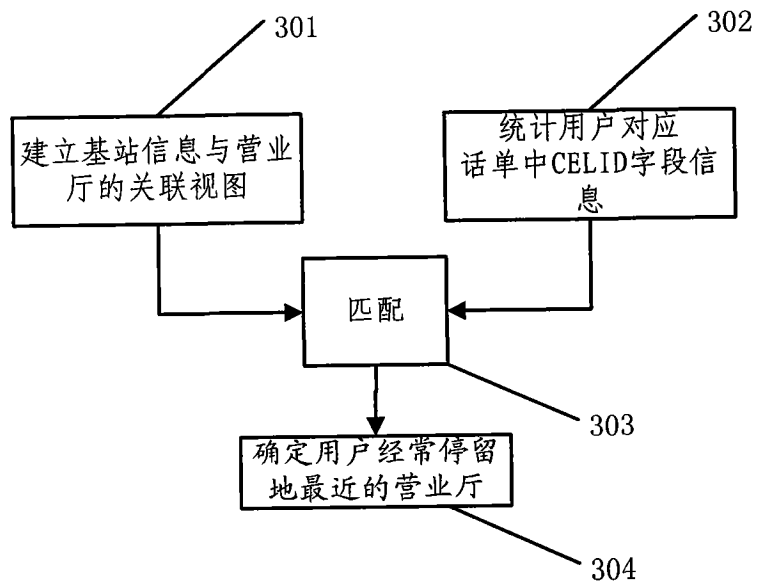 301
302
建立基站信息与营业
厅的关联视图
统计用户对应
话单中CELID字段信
息
匹配
303
确定用户经常停留
地最近的营业厅
304